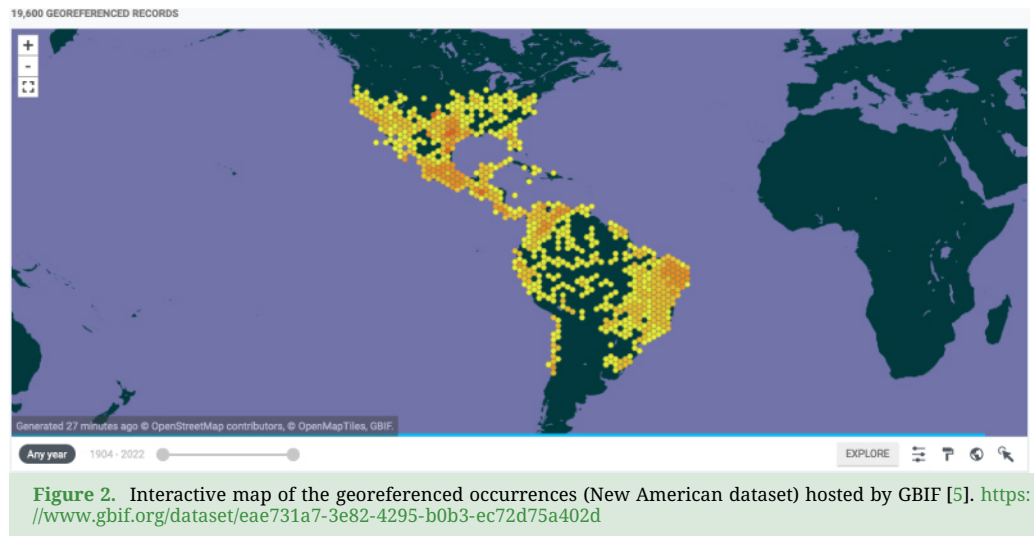 19,600 GEOREFERENCED RECORDS
+
-
Generated 27 minutes ago © OpenStreetMap contributors, © OpenMapTiles, GBIF.
Any year 1904 - 2022 EXPLORE
Figure 2. Interactive map of the georeferenced occurrences (New American dataset) hosted by GBIF [5]. https:
//www.gbif.org/dataset/eae731a7-3e82-4295-b0b3-ec72d75a402d